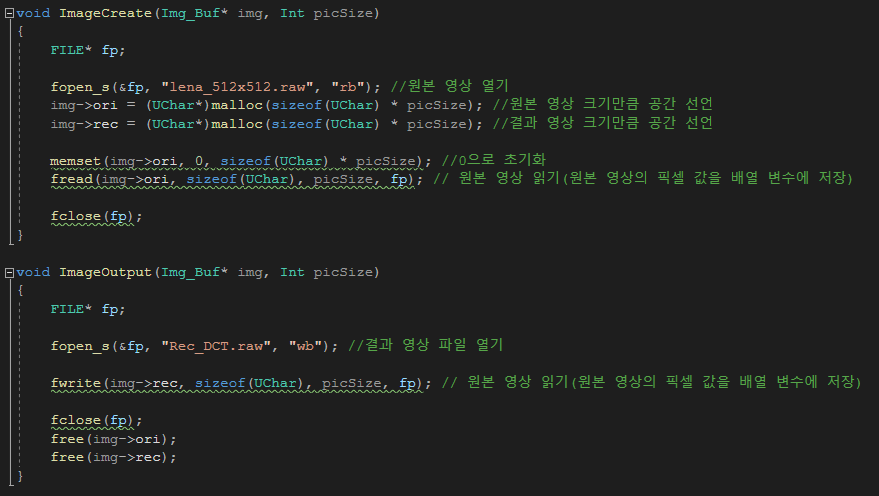 void ImageCreate(Img_Buf* img, Int picSize)
{
FILE* fp;
fopen_s(&fp, "lena_512x512.raw", "rb"); //원본 영상 열기
img->ori = (UChar*)malloc(sizeof(UChar) * picSize); //원본 영상 크기만큼 공간 선언
img->rec = (UChar*)malloc(sizeof(UChar) * picSize); //결과 영상 크기만큼 공간 선언
memset(img->ori, 0, sizeof(UChar) * picSize); //0으로 초기화
fread(img->ori, sizeof(UChar), picSize, fp); // 원본 영상 읽기(원본 영상의 픽셀 값을 배열 변수에 저장)
fclose(fp);
}
void ImageOutput(Img_Buf* img, Int picSize)
{
FILE* fp;
fopen_s(&fp, "Rec_DCT.raw", "wb"); //결과 영상 파일 열기
fwrite(img->rec, sizeof(UChar), picSize, fp); // 원본 영상 읽기(원본 영상의 픽셀 값을 배열 변수에 저장)
fclose(fp);
free(img->ori);
free(img->rec);
}